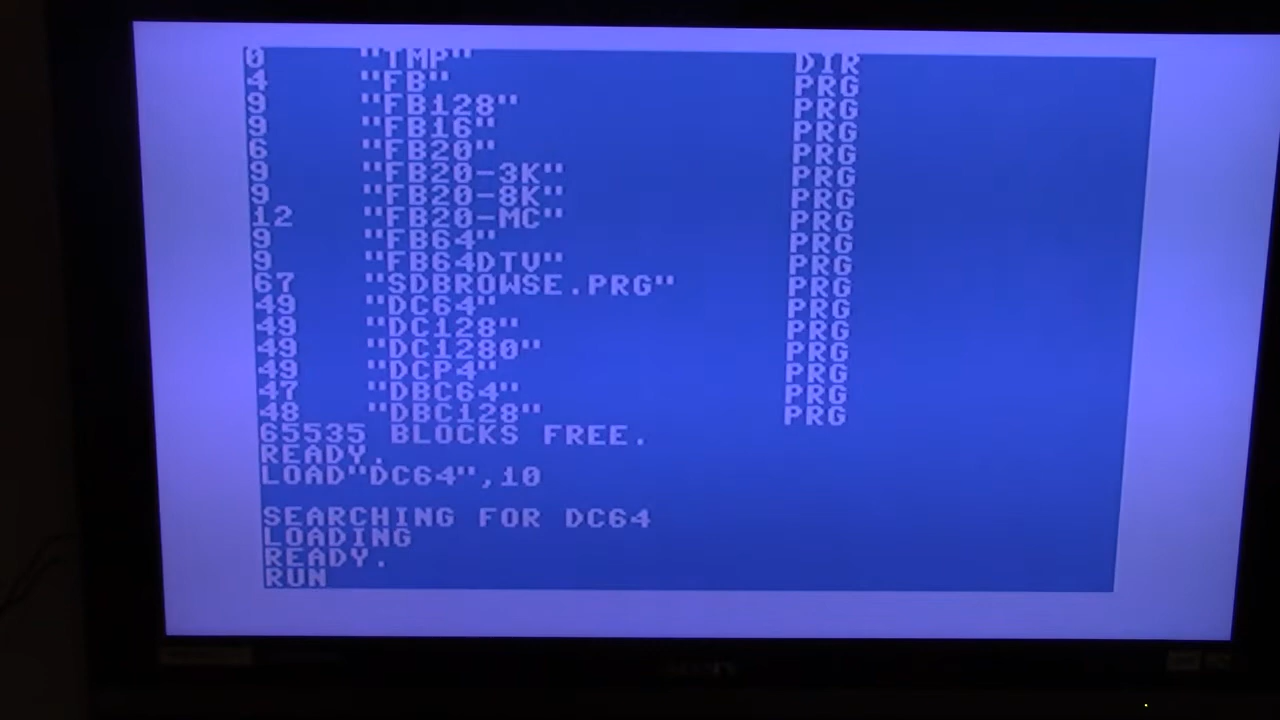 0 "TMP" DIR
4 "FB" PRG
9 "FB128" PRG
9 "FB16" PRG
6 "FB20" PRG
9 "FB20-3K" PRG
9 "FB20-8K" PRG
12 "FB20-MC" PRG
9 "FB64" PRG
9 "FB64DTV" PRG
67 "SDBROWSE.PRG" PRG
49 "DC64" PRG
49 "DC128" PRG
49 "DC1280" PRG
49 "DCP4" PRG
47 "DBC64" PRG
48 "DBC128" PRG
65535 BLOCKS FREE.
READY.
LOAD"DC64",10
SEARCHING FOR DC64
LOADING
READY.
RUN